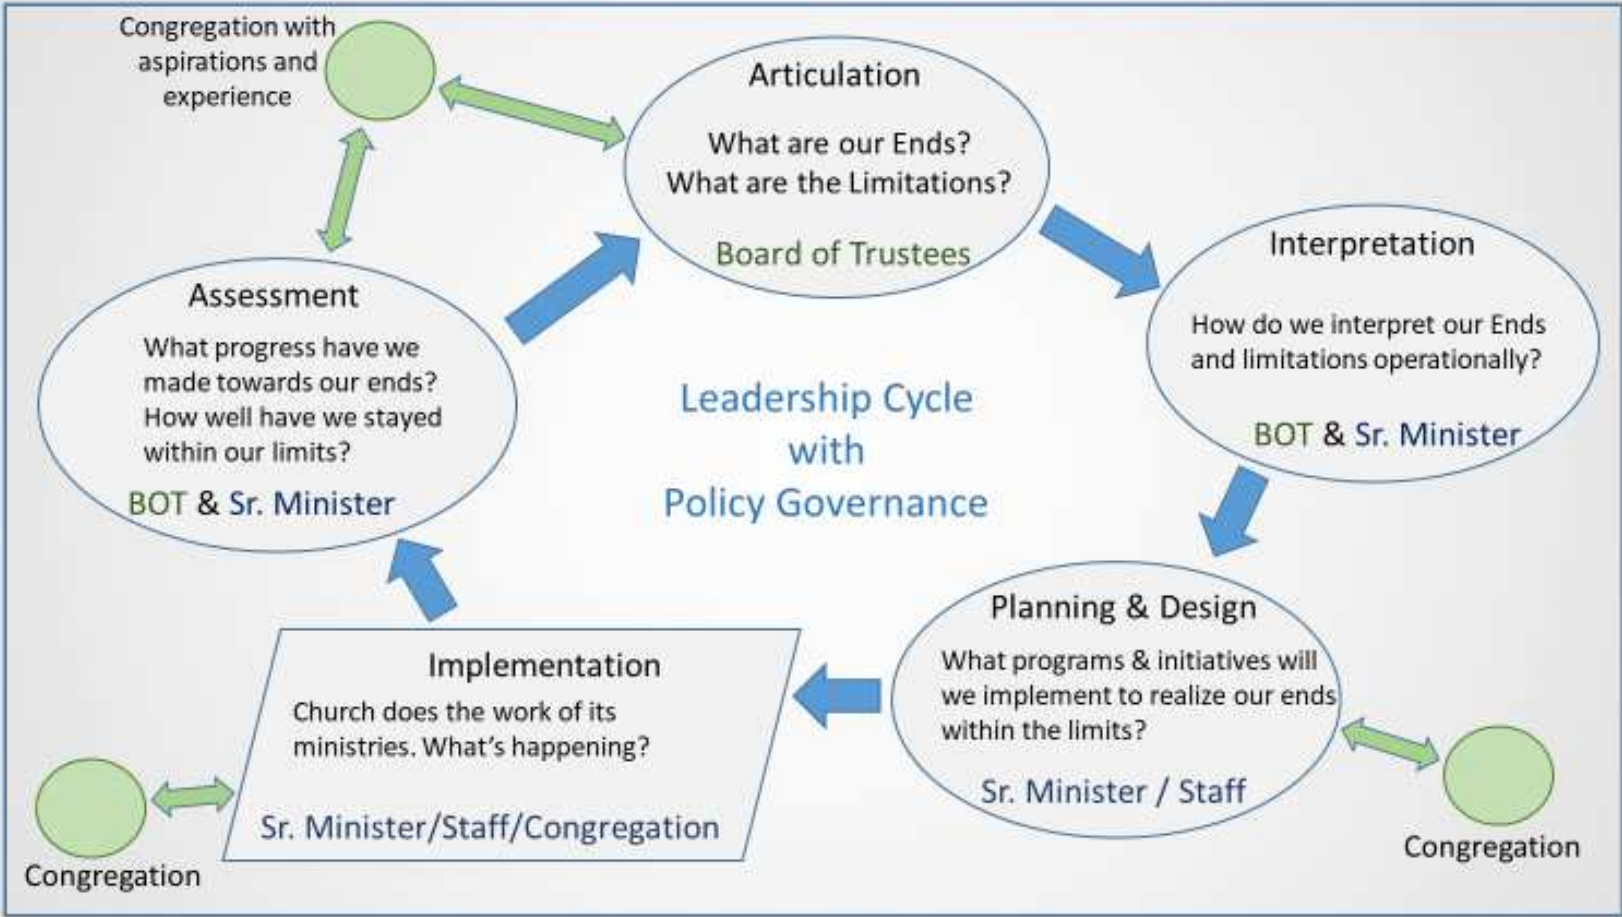 Congregation with
aspirations and
experience
Articulation
What are our Ends?
What are the Limitations?
Board of Trustees
Interpretation
How do we interpret our Ends
and limitations operationally?
BOT & Sr. Minister
Assessment
What progress have we
made towards our ends?
How well have we stayed
within our limits?
BOT & Sr. Minister
Leadership Cycle
with
Policy Governance
Planning & Design
What programs & initiatives will
we implement to realize our ends
within the limits?
Sr. Minister / Staff
Implementation
Church does the work of its
ministries. What's happening?
Sr. Minister/Staff/Congregation
Congregation
Congregation